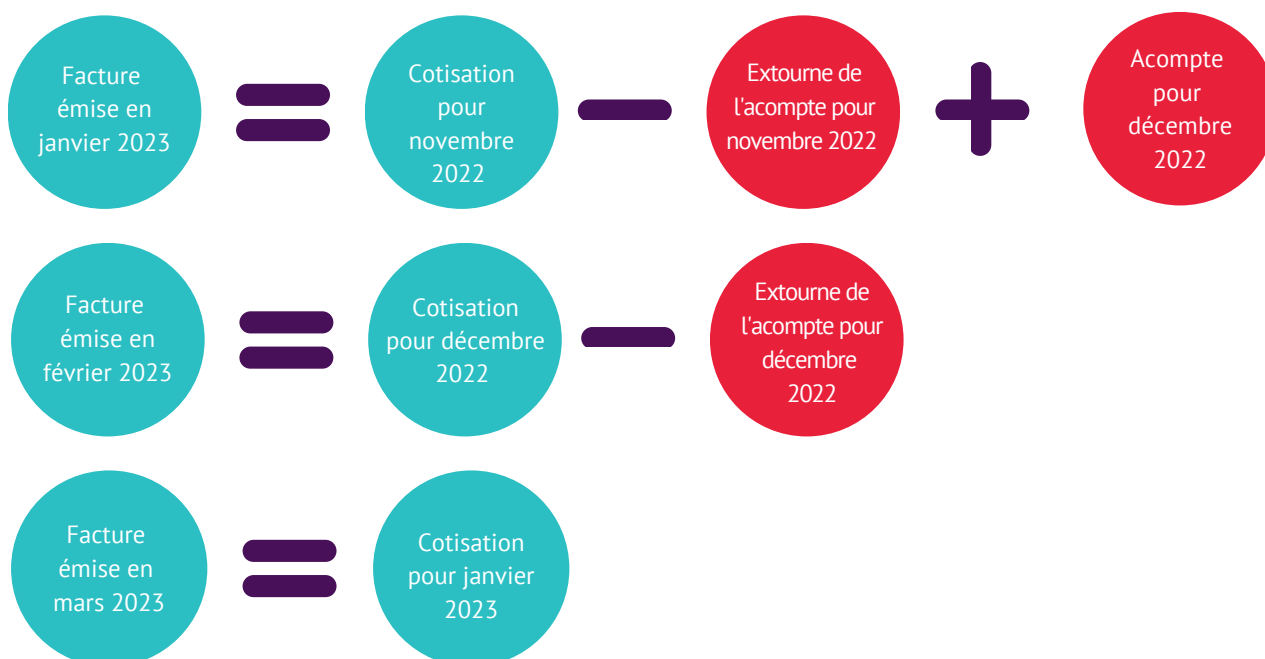 Facture
émise en
janvier 2023
Cotisation
pour
novembre
2022
Extourne de
l'acompte pour
novembre 2022
Acompte
pour
décembre
2022
Facture
émise en
février 2023
Cotisation
pour décembre
2022
Extourne de
l'acompte pour
décembre
2022
Facture
émise en
mars 2023
Cotisation
pour janvier
2023